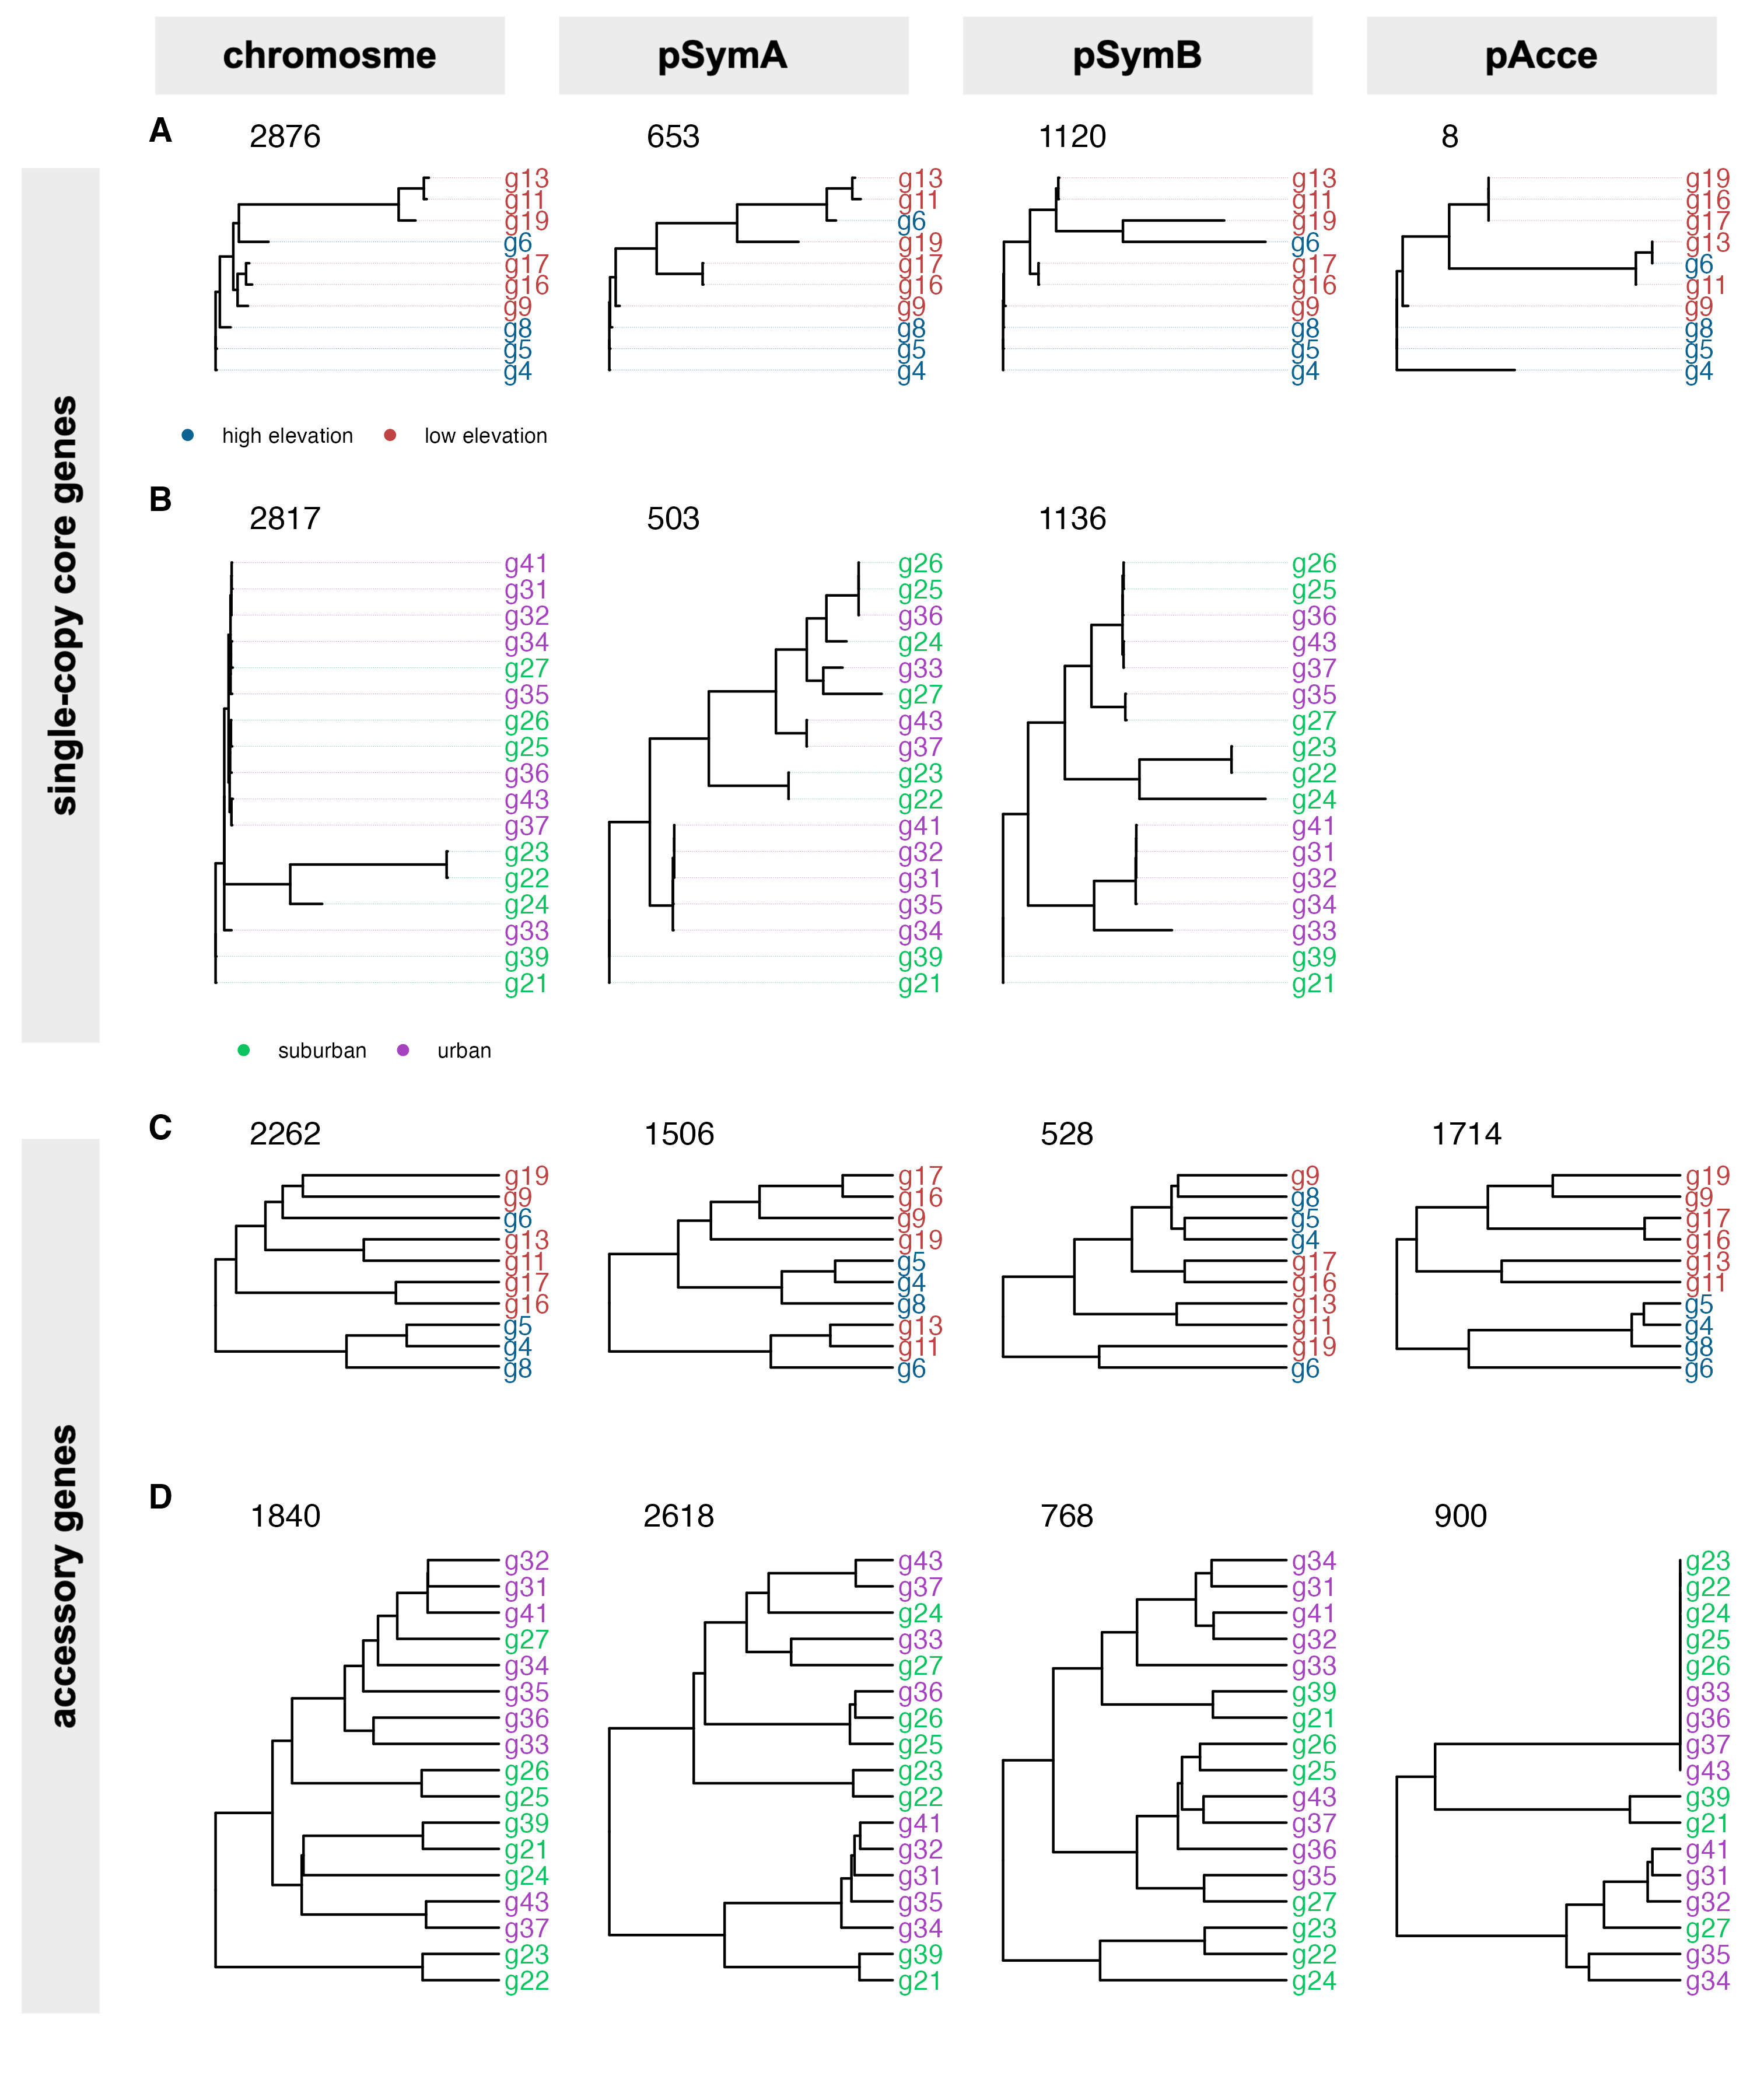 chromosme pSymA pSymB pAcce
single-copy core genes
A
2876 653 1120 8
g13 g13 g13 g19
g11 g11 g11 g16
g19 g6 g19 g17
g6 g19 g6 g13
g17 g17 g17 g6
g16 g16 g16 g11
g9 g9 g9 g9
g8 g8 g8 g8
g5 g5 g5 g5
g4 g4 g4 g4
high elevation low elevation
B
2817 503 1136
g41 g26 g26
g31 g25 g25
g32 g36 g36
g34 g24 g43
g27 g33 g37
g35 g27 g35
g26 g43 g27
g25 g37 g23
g36 g23 g22
g43 g22 g24
g37 g41 g41
g23 g32 g31
g22 g31 g32
g24 g35 g34
g33 g34 g33
g39 g39 g39
g21 g21 g21
suburban urban
accessory genes
C
2262 1506 528 1714
g19 g17 g9 g19
g9 g16 g8 g9
g6 g9 g5 g17
g13 g19 g4 g16
g11 g5 g17 g13
g17 g4 g16 g11
g16 g8 g13 g5
g5 g13 g11 g4
g4 g11 g19 g8
g8 g6 g6 g6
D
1840 2618 768 900
g32 g43 g34 g23
g31 g37 g31 g22
g41 g24 g41 g24
g27 g33 g32 g25
g34 g27 g33 g26
g35 g36 g39 g33
g36 g26 g21 g36
g33 g25 g26 g37
g26 g23 g25 g43
g25 g22 g43 g39
g39 g41 g37 g21
g21 g32 g36 g41
g24 g31 g35 g31
g43 g35 g27 g32
g37 g34 g23 g27
g23 g39 g22 g35
g22 g21 g24 g34